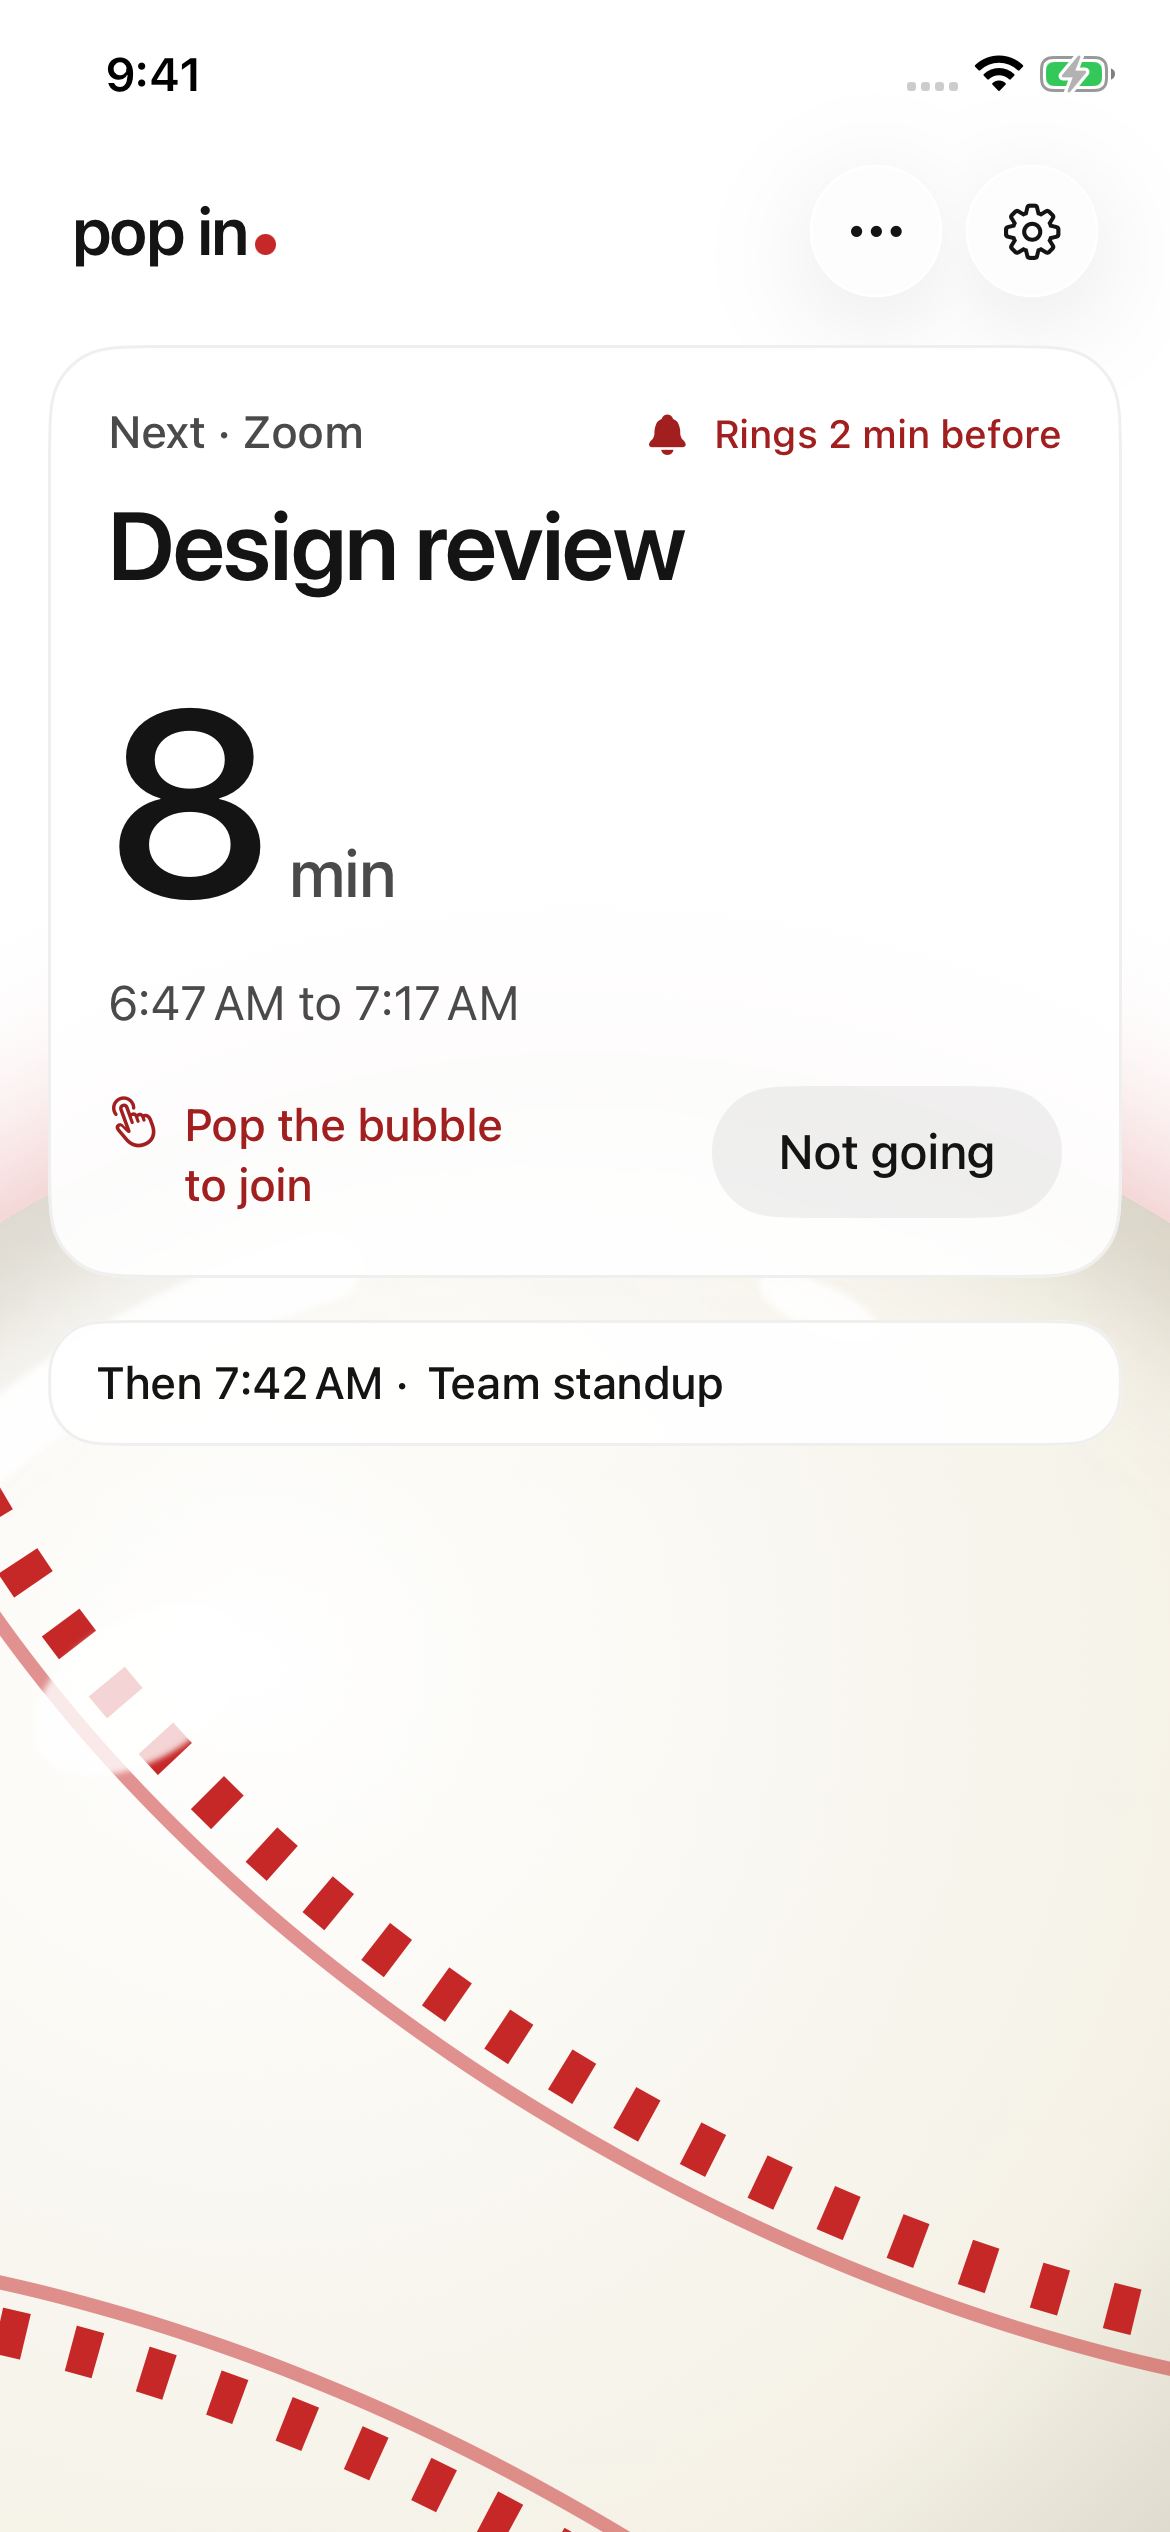 9:41
pop in.
Next · Zoom
Rings 2 min before
Design review
8 min
6:47 AM to 7:17 AM
Pop the bubble
to join
Not going
Then 7:42 AM · Team standup